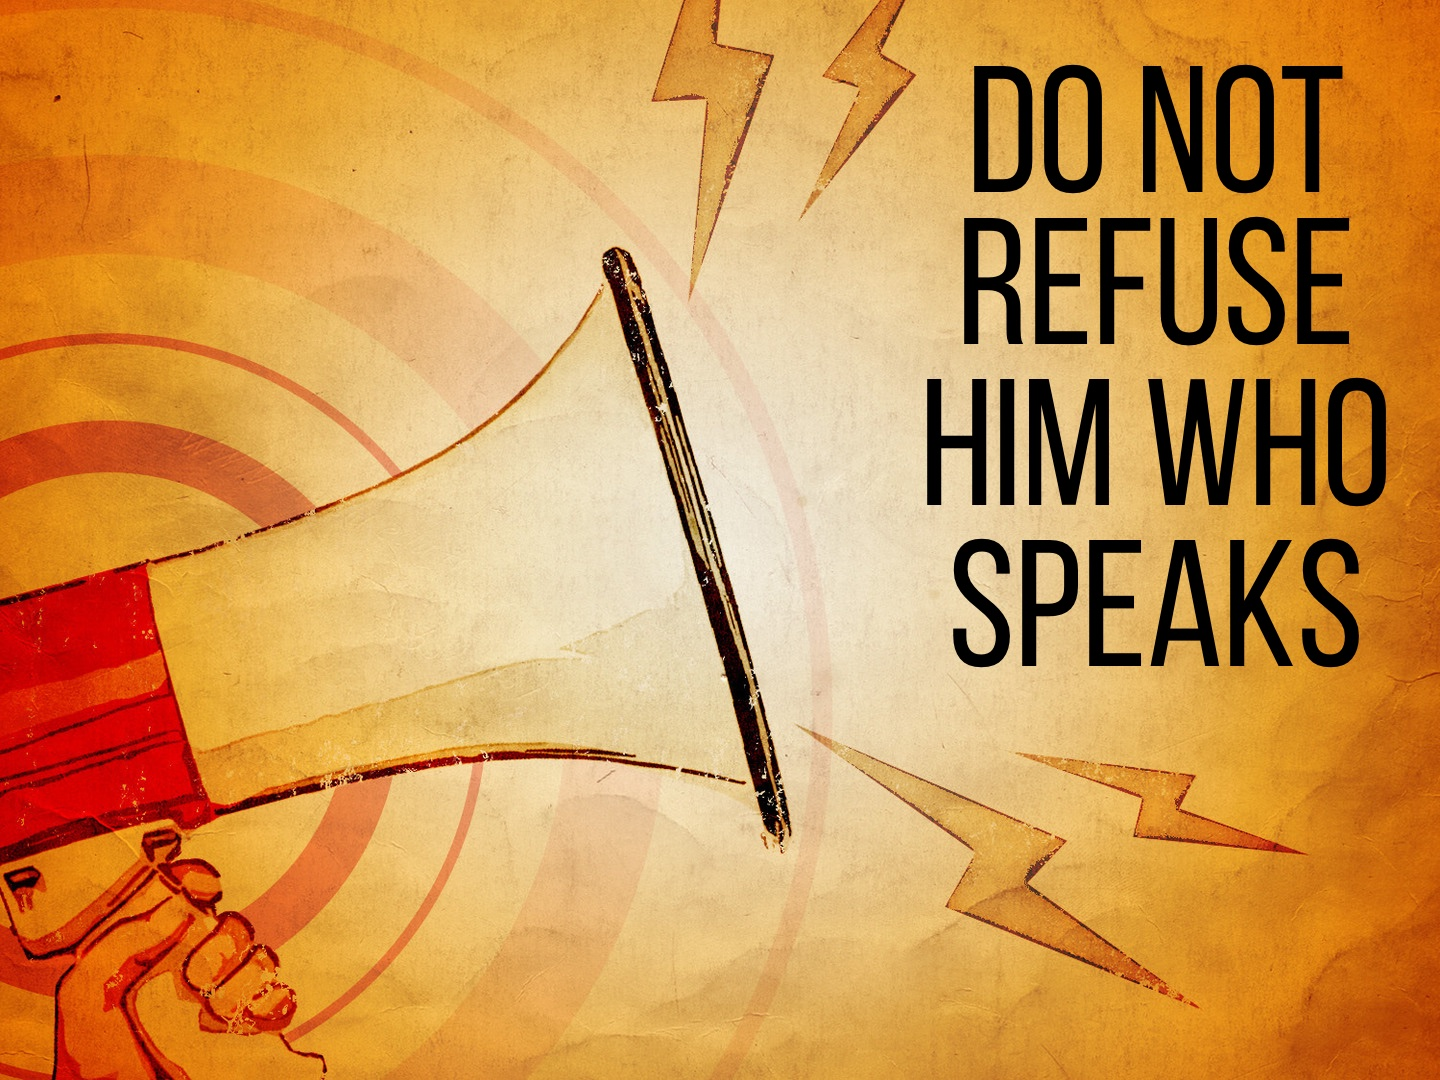 DO NOT
REFUSE
HIM WHO
SPEAKS